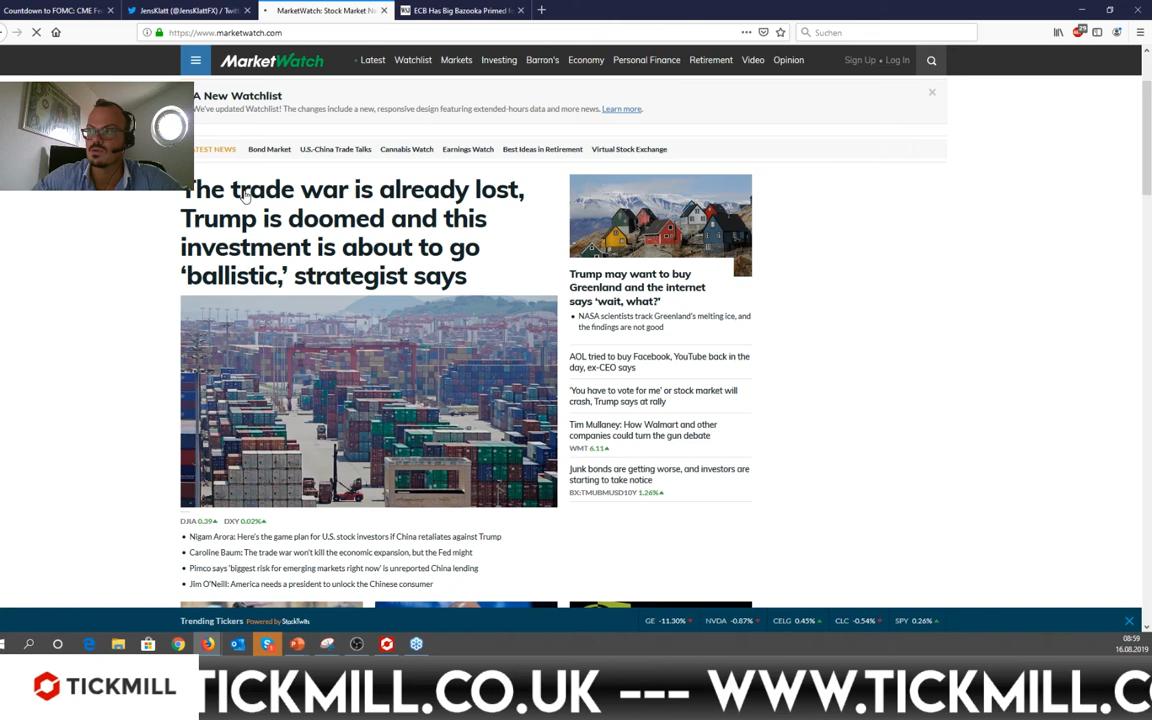 Countdown to FOMC: CME Fe
JensKlatt (@JensKlattFX) / Twitt
MarketWatch: Stock Market N
ECB Has Big Bazooka Primed f
https://www.marketwatch.com
Suchen
29
MarketWatch
Latest Watchlist Markets Investing Barron's Economy Personal Finance Retirement Video Opinion
Sign Up • Log In
A New Watchlist
We've updated Watchlist! The changes include a new, responsive design featuring extended-hours data and more news. Learn more.
ATEST NEWS Bond Market U.S.-China Trade Talks Cannabis Watch Earnings Watch Best Ideas in Retirement Virtual Stock Exchange
The trade war is already lost,
Trump is doomed and this
investment is about to go
‘ballistic,’ strategist says
DJIA 0.39 DXY 0.02%
• Nigam Arora: Here's the game plan for U.S. stock investors if China retaliates against Trump
• Caroline Baum: The trade war won't kill the economic expansion, but the Fed might
• Pimco says 'biggest risk for emerging markets right now' is unreported China lending
• Jim O'Neill: America needs a president to unlock the Chinese consumer
Trump may want to buy
Greenland and the internet
says ‘wait, what?’
• NASA scientists track Greenland's melting ice, and
the findings are not good
AOL tried to buy Facebook, YouTube back in the
day, ex-CEO says
‘You have to vote for me’ or stock market will
crash, Trump says at rally
Tim Mullaney: How Walmart and other
companies could turn the gun debate
WMT 6.11
Junk bonds are getting worse, and investors are
starting to take notice
BX:TMUBMUSD10Y 1.26%
Trending Tickers Powered by StockTwits
GE -11.30% NVDA -0.87% CELG 0.45% CLC -0.54% SPY 0.26%
08:59
16.08.2019
TICKMILL
TICKMILL.CO.UK --- WWW.TICKMILL.C